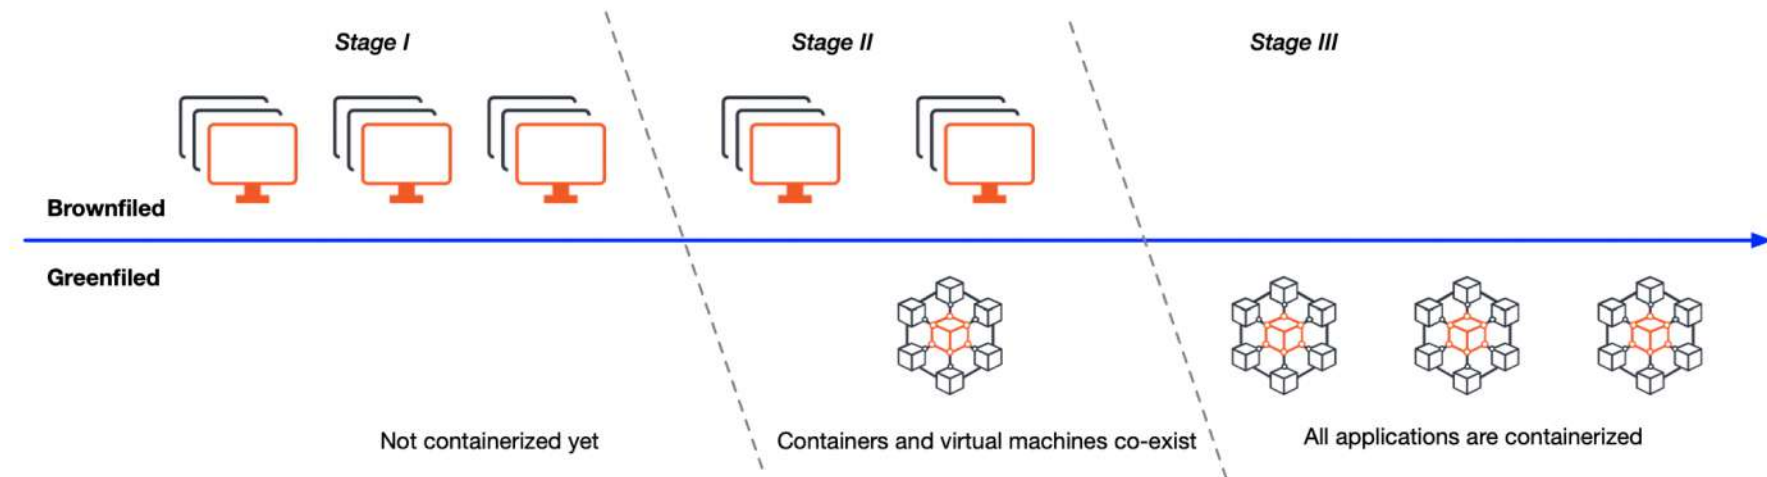 Stage I
Stage II
Stage III
Brownfiled
Greenfiled
Not containerized yet
Containers and virtual machines co-exist
All applications are containerized